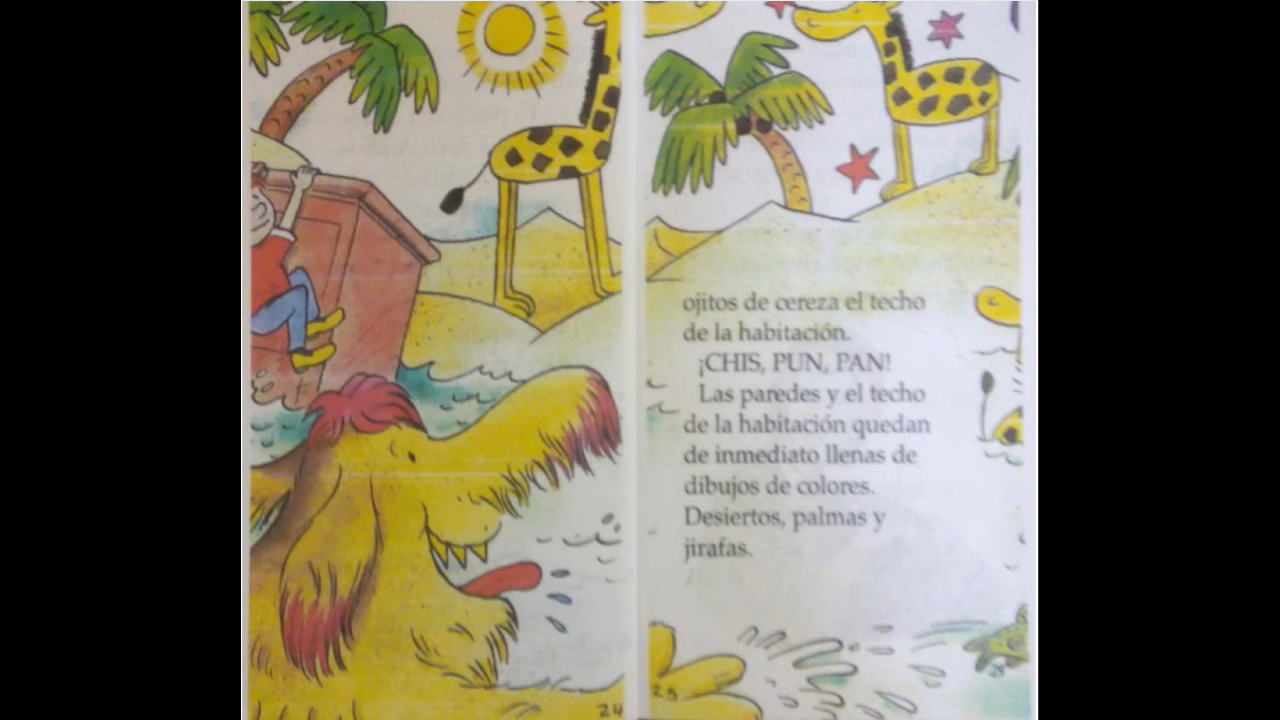 24
ojitos de cereza el techo
de la habitación.
¡CHIS, PUN, PAN!
Las paredes y el techo
de la habitación quedan
de inmediato llenas de
dibujos de colores.
Desiertos, palmas y
jirafas.
25